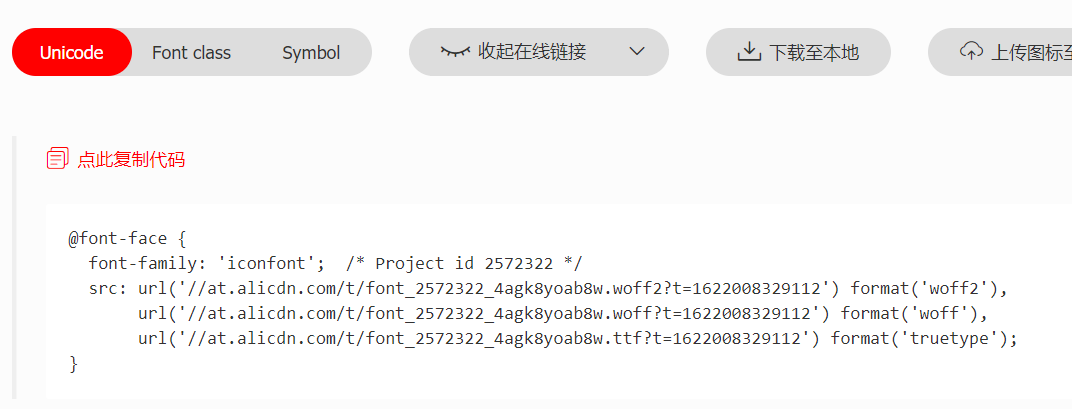 Unicode Font class Symbol 收起在线链接 下载至本地 上传图标至
点此复制代码
@font-face {
  font-family: 'iconfont';  /* Project id 2572322 */
  src: url('//at.alicdn.com/t/font_2572322_4agk8yoab8w.woff2?t=1622008329112') format('woff2'),
       url('//at.alicdn.com/t/font_2572322_4agk8yoab8w.woff?t=1622008329112') format('woff'),
       url('//at.alicdn.com/t/font_2572322_4agk8yoab8w.ttf?t=1622008329112') format('truetype');
}